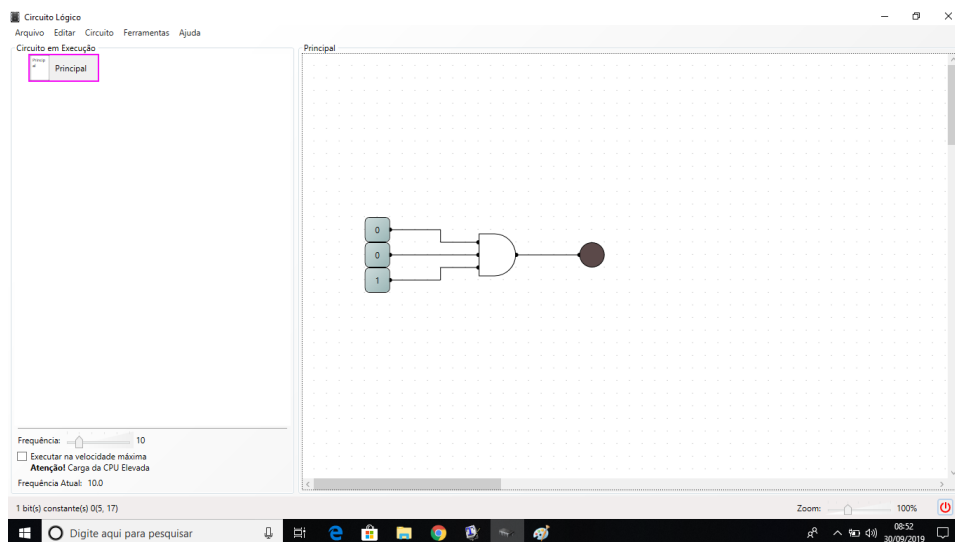 Circuito Lógico
Arquivo Editar Circuito Ferramentas Ajuda
Circuito em Execução
Principal
Principal
0
0
1
Frequência: 10
Executar na velocidade máxima
Atenção! Carga da CPU Elevada
Frequência Atual: 10.0
1 bit(s) constante(s) 0(5, 17)
Zoom: 100%
Digite aqui para pesquisar
08:52
30/09/2019